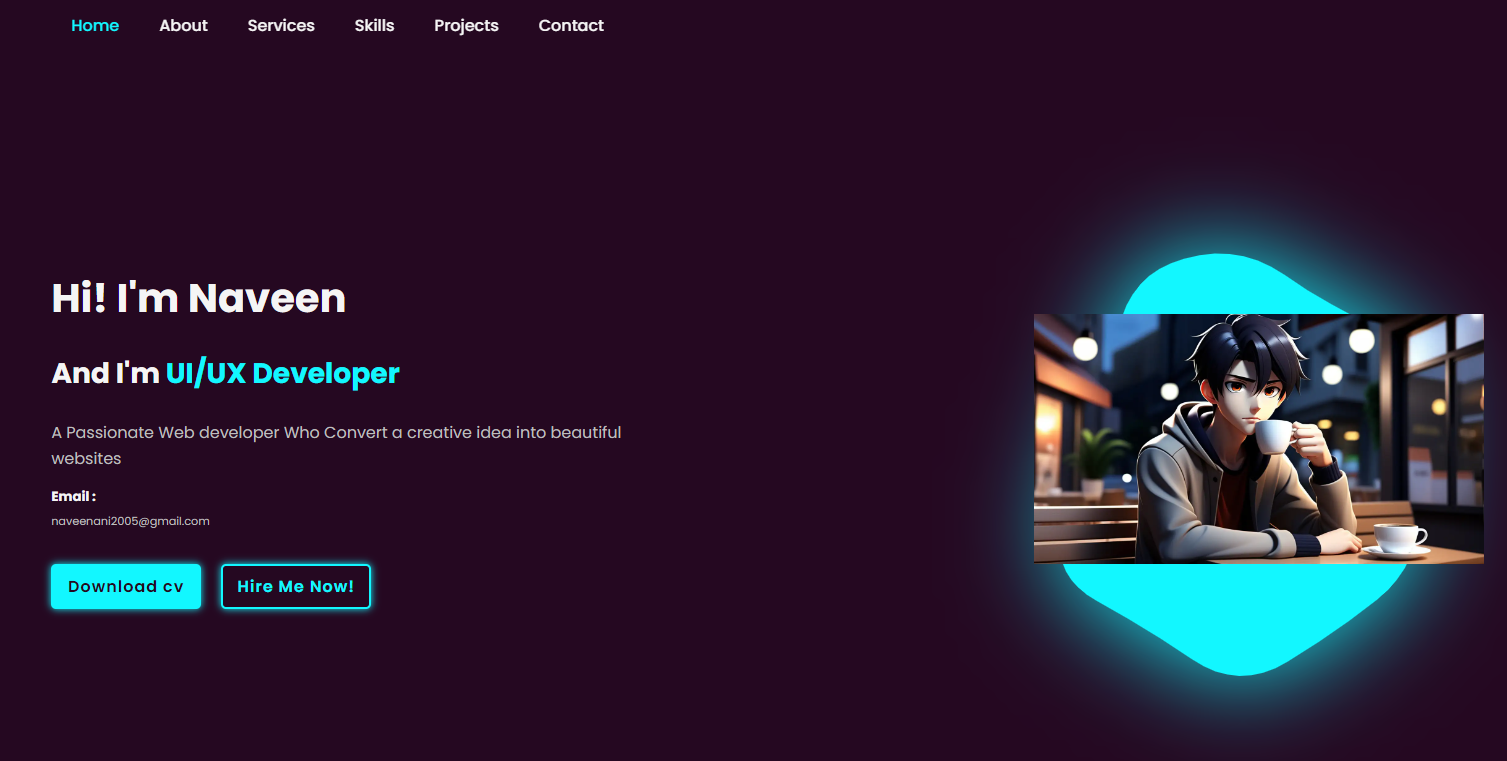 Home About Services Skills Projects Contact
Hi! I'm Naveen
And I'm UI/UX Developer
A Passionate Web developer Who Convert a creative idea into beautiful
websites
Email :
naveenani2005@gmail.com
Download cv Hire Me Now!